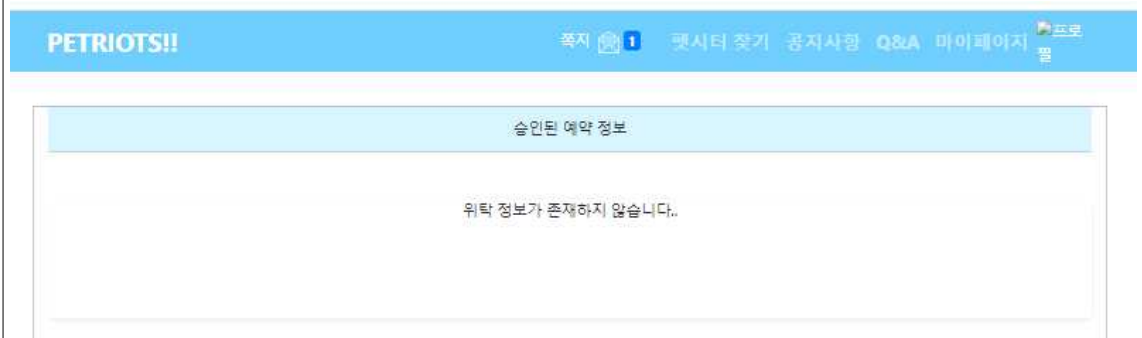 PETRIOTS!! 쪽지 1 펫시터 찾기 공지사항 Q&A 마이페이지 프로
필
승인된 예약 정보
위탁 정보가 존재하지 않습니다..